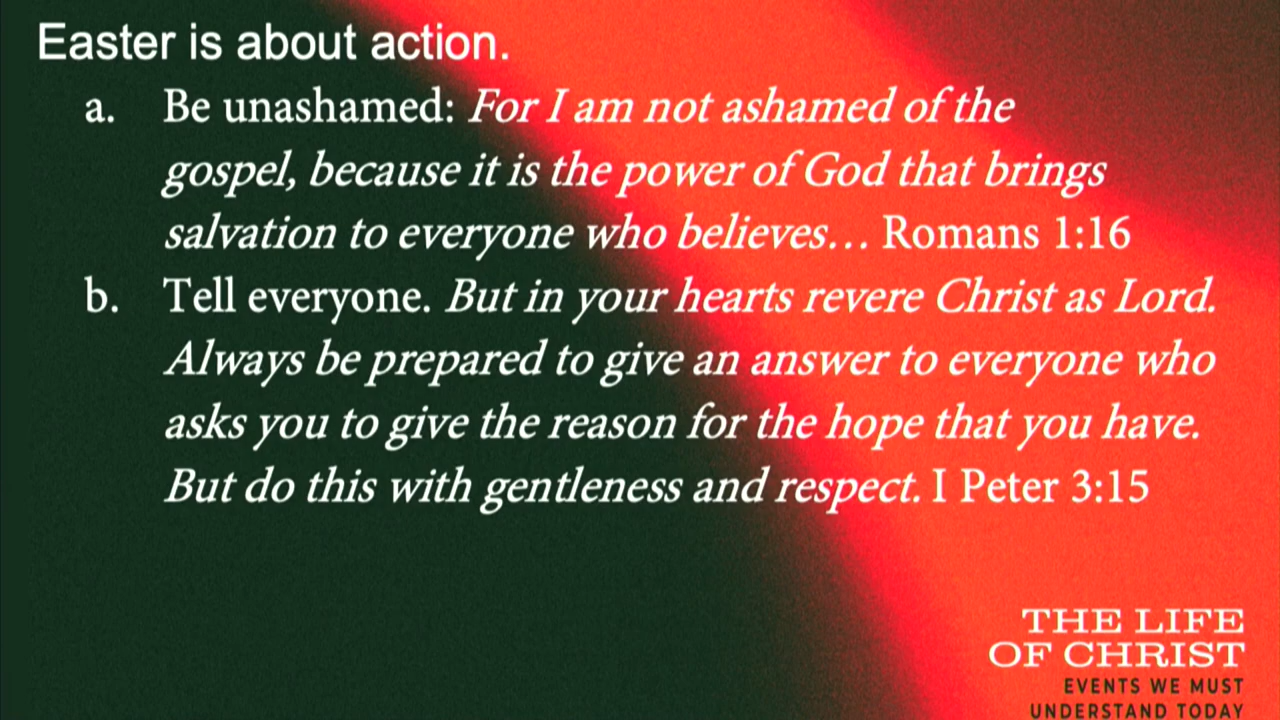 Easter is about action.
a. Be unashamed: For I am not ashamed of the
gospel, because it is the power of God that brings
salvation to everyone who believes… Romans 1:16
b. Tell everyone. But in your hearts revere Christ as Lord.
Always be prepared to give an answer to everyone who
asks you to give the reason for the hope that you have.
But do this with gentleness and respect. I Peter 3:15
THE LIFE
OF CHRIST
EVENTS WE MUST
UNDERSTAND TODAY